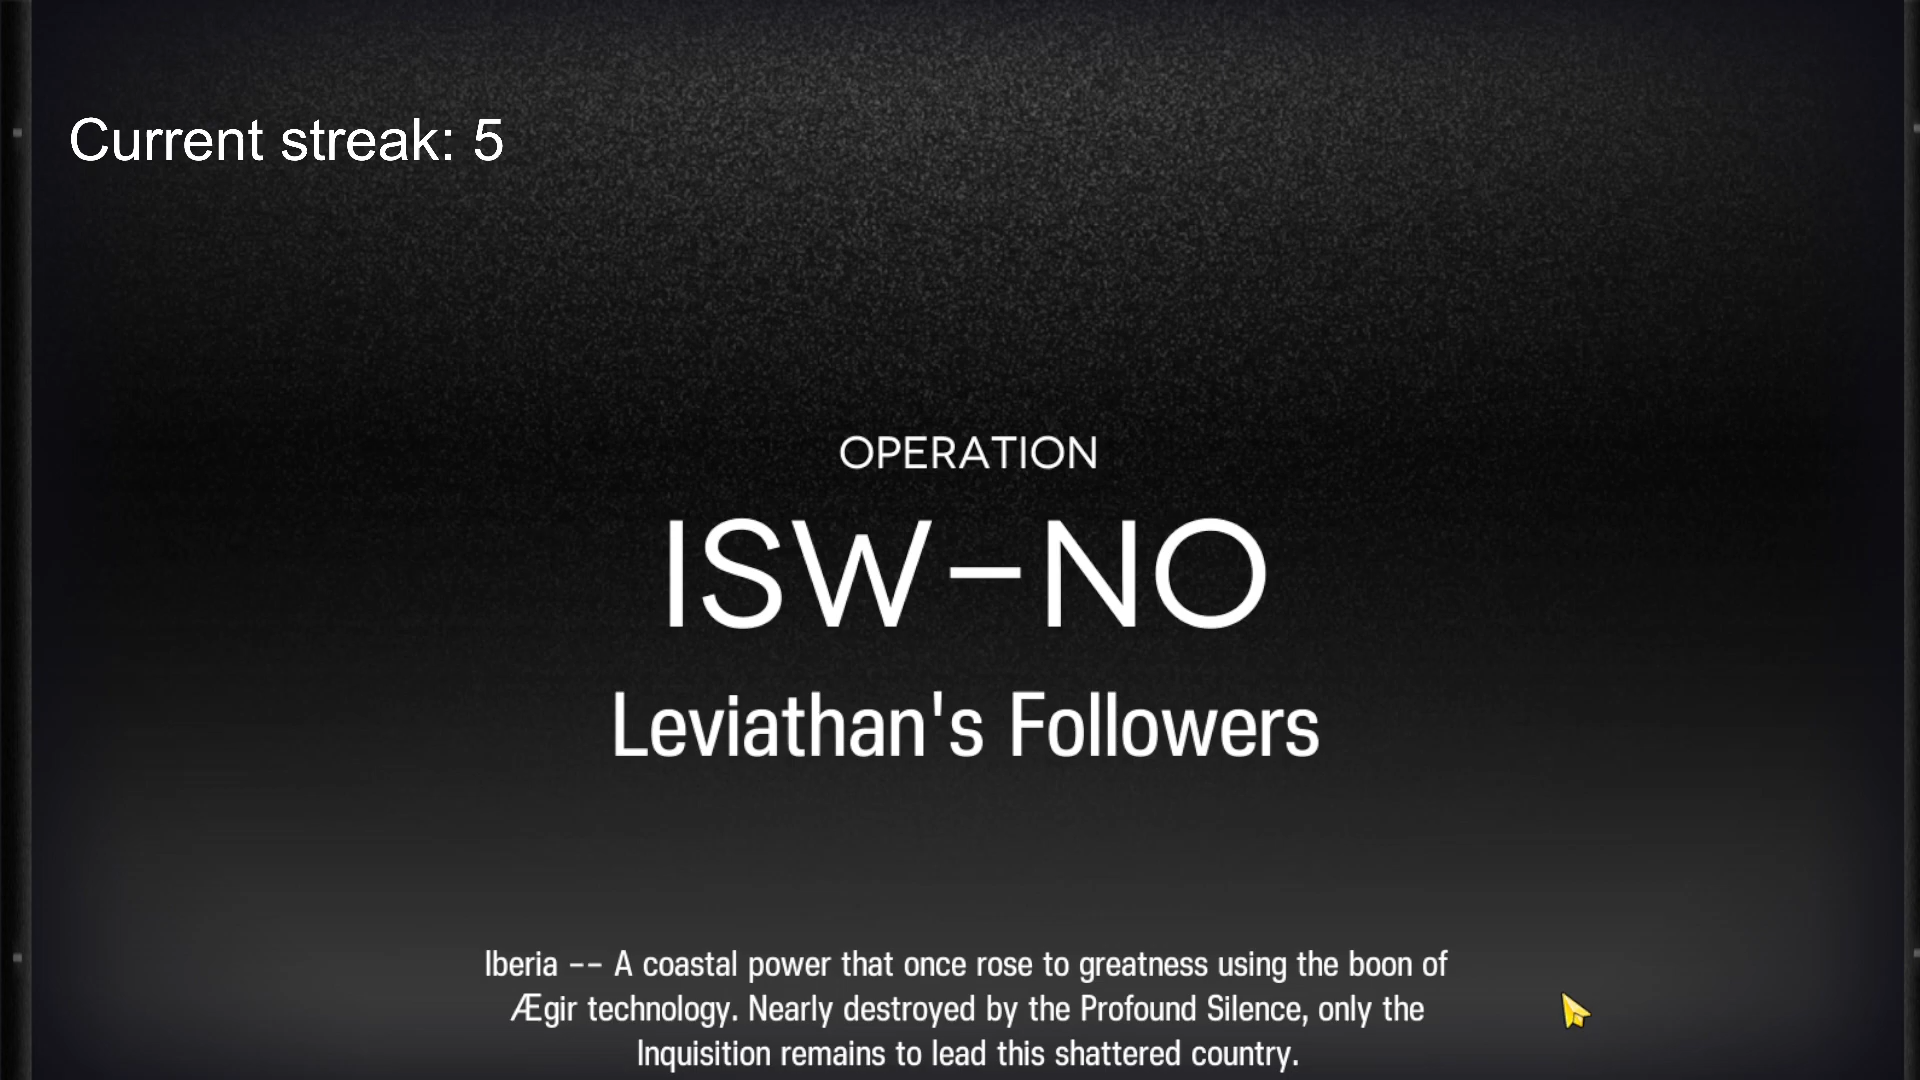 Current streak: 5
OPERATION
ISW-NO
Leviathan's Followers
Iberia -- A coastal power that once rose to greatness using the boon of
Ægir technology. Nearly destroyed by the Profound Silence, only the
Inquisition remains to lead this shattered country.